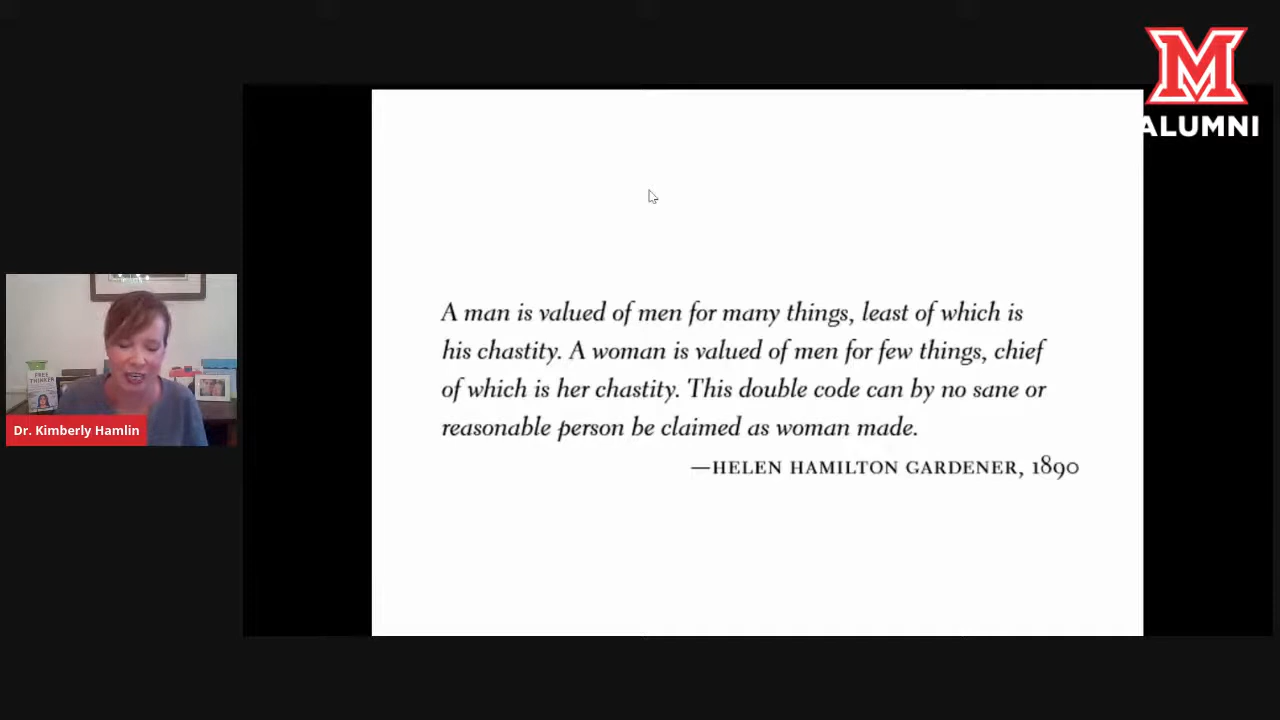 M
ALUMNI
A man is valued of men for many things, least of which is
his chastity. A woman is valued of men for few things, chief
of which is her chastity. This double code can by no sane or
reasonable person be claimed as woman made.
—HELEN HAMILTON GARDENER, 1890
FREE
THINKER
Dr. Kimberly Hamlin